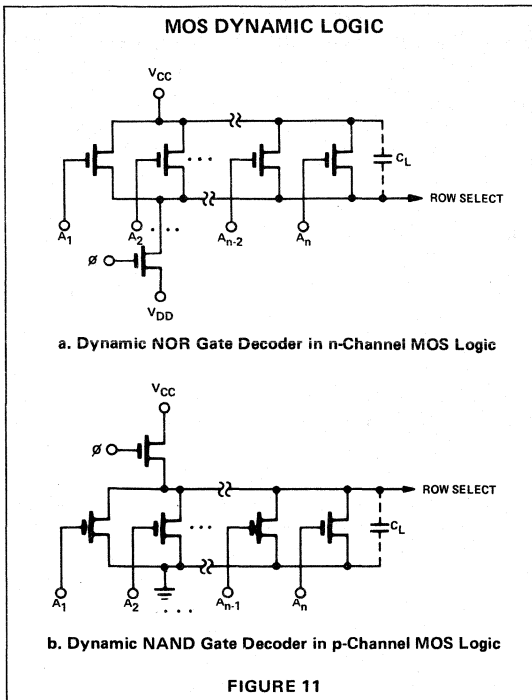 MOS DYNAMIC LOGIC
VCC
CL
ROW SELECT
A1 A2 .... An-2 An
ø
VDD
a. Dynamic NOR Gate Decoder in n-Channel MOS Logic
VCC
ø
ROW SELECT
CL
A1 A2 .... An-1 An
b. Dynamic NAND Gate Decoder in p-Channel MOS Logic
FIGURE 11